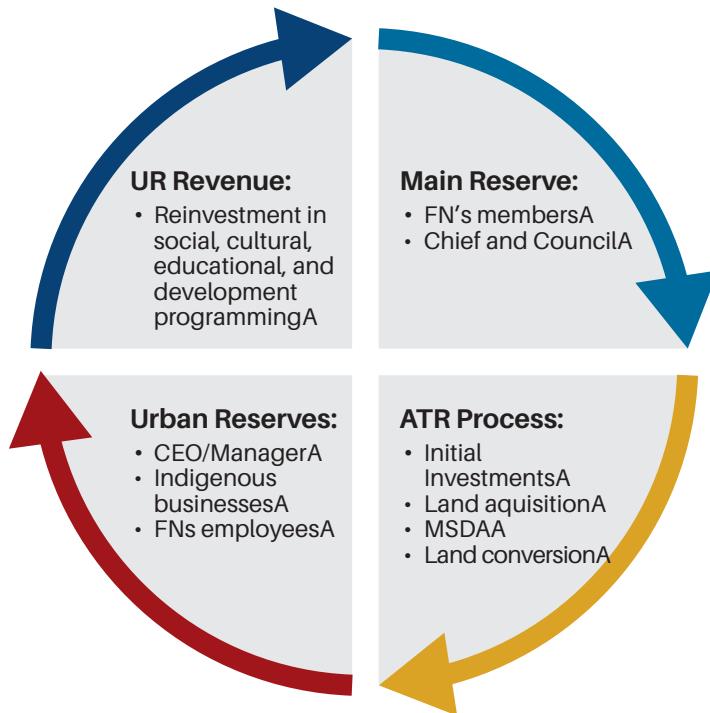 UR Revenue:
• Reinvestment in
social, cultural,
educational, and
development
programmingA
Main Reserve:
• FN's membersA
• Chief and CouncilA
Urban Reserves:
• CEO/ManagerA
• Indigenous
businessesA
• FNs employeesA
ATR Process:
• Initial
InvestmentsA
• Land aquisitionA
• MSDAA
• Land conversionA